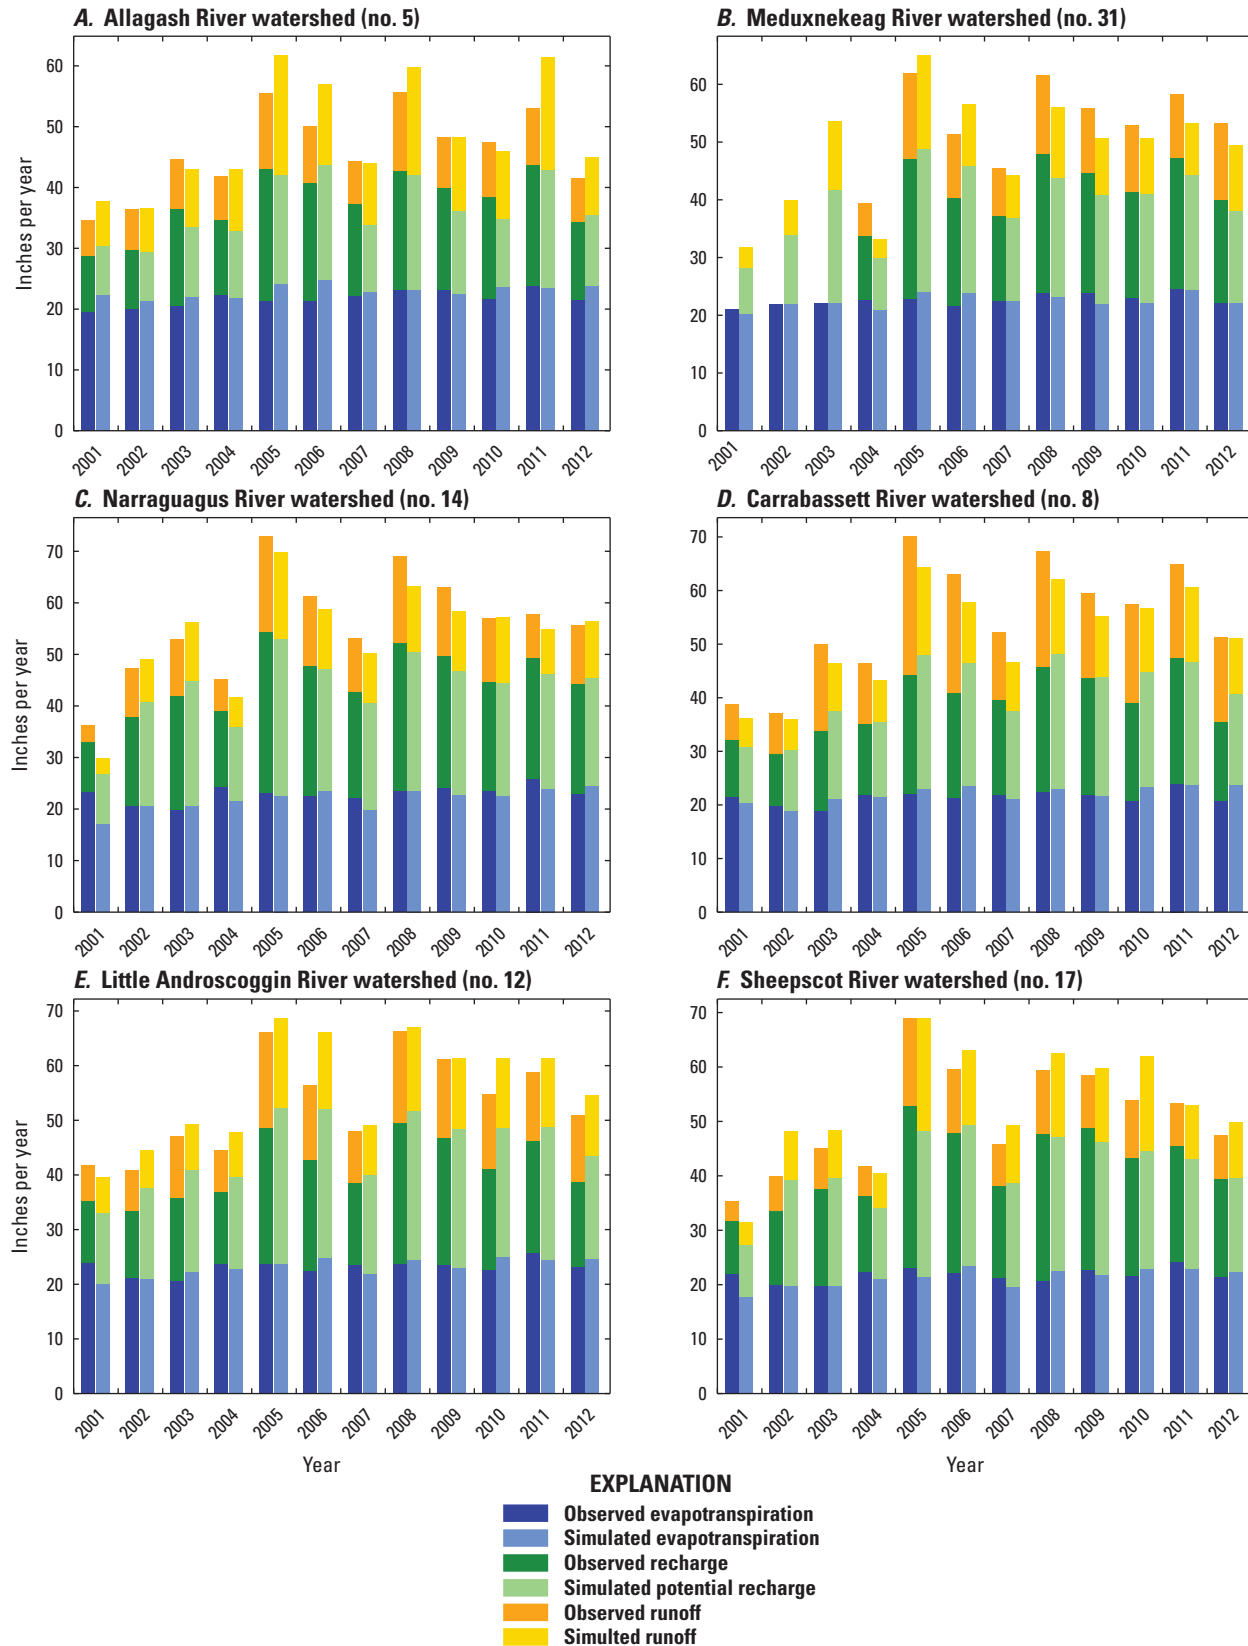 A. Allagash River watershed (no. 5)
60
50
40
30
20
10
0
Inches per year
2001 2002 2003 2004 2005 2006 2007 2008 2009 2010 2011 2012
B. Meduxnekeag River watershed (no. 31)
60
50
40
30
20
10
0
2001 2002 2003 2004 2005 2006 2007 2008 2009 2010 2011 2012
C. Narraguagus River watershed (no. 14)
70
60
50
40
30
20
10
0
Inches per year
2001 2002 2003 2004 2005 2006 2007 2008 2009 2010 2011 2012
D. Carrabassett River watershed (no. 8)
70
60
50
40
30
20
10
0
2001 2002 2003 2004 2005 2006 2007 2008 2009 2010 2011 2012
E. Little Androscoggin River watershed (no. 12)
70
60
50
40
30
20
10
0
Inches per year
2001 2002 2003 2004 2005 2006 2007 2008 2009 2010 2011 2012
Year
F. Sheepscot River watershed (no. 17)
70
60
50
40
30
20
10
0
2001 2002 2003 2004 2005 2006 2007 2008 2009 2010 2011 2012
Year
EXPLANATION
Observed evapotranspiration
Simulated evapotranspiration
Observed recharge
Simulated potential recharge
Observed runoff
Simulted runoff